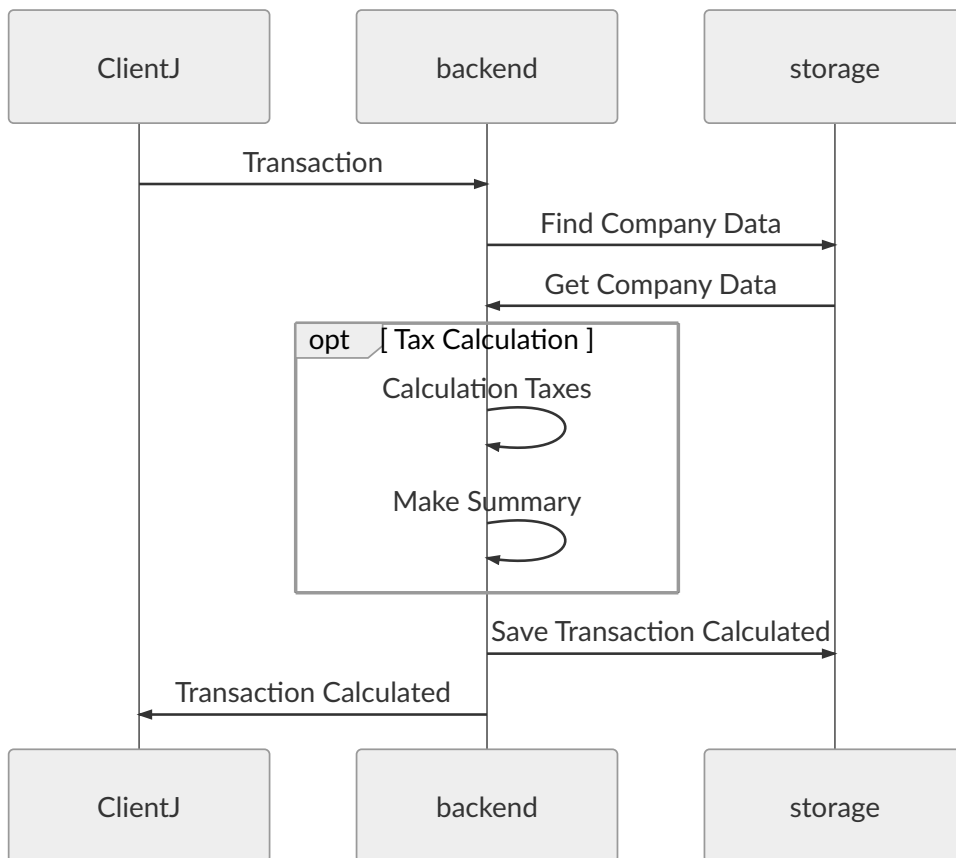 ClientJ
backend
storage
Transaction
Find Company Data
Get Company Data
opt [ Tax Calculation ]
Calculation Taxes
Make Summary
Save Transaction Calculated
Transaction Calculated
ClientJ
backend
storage